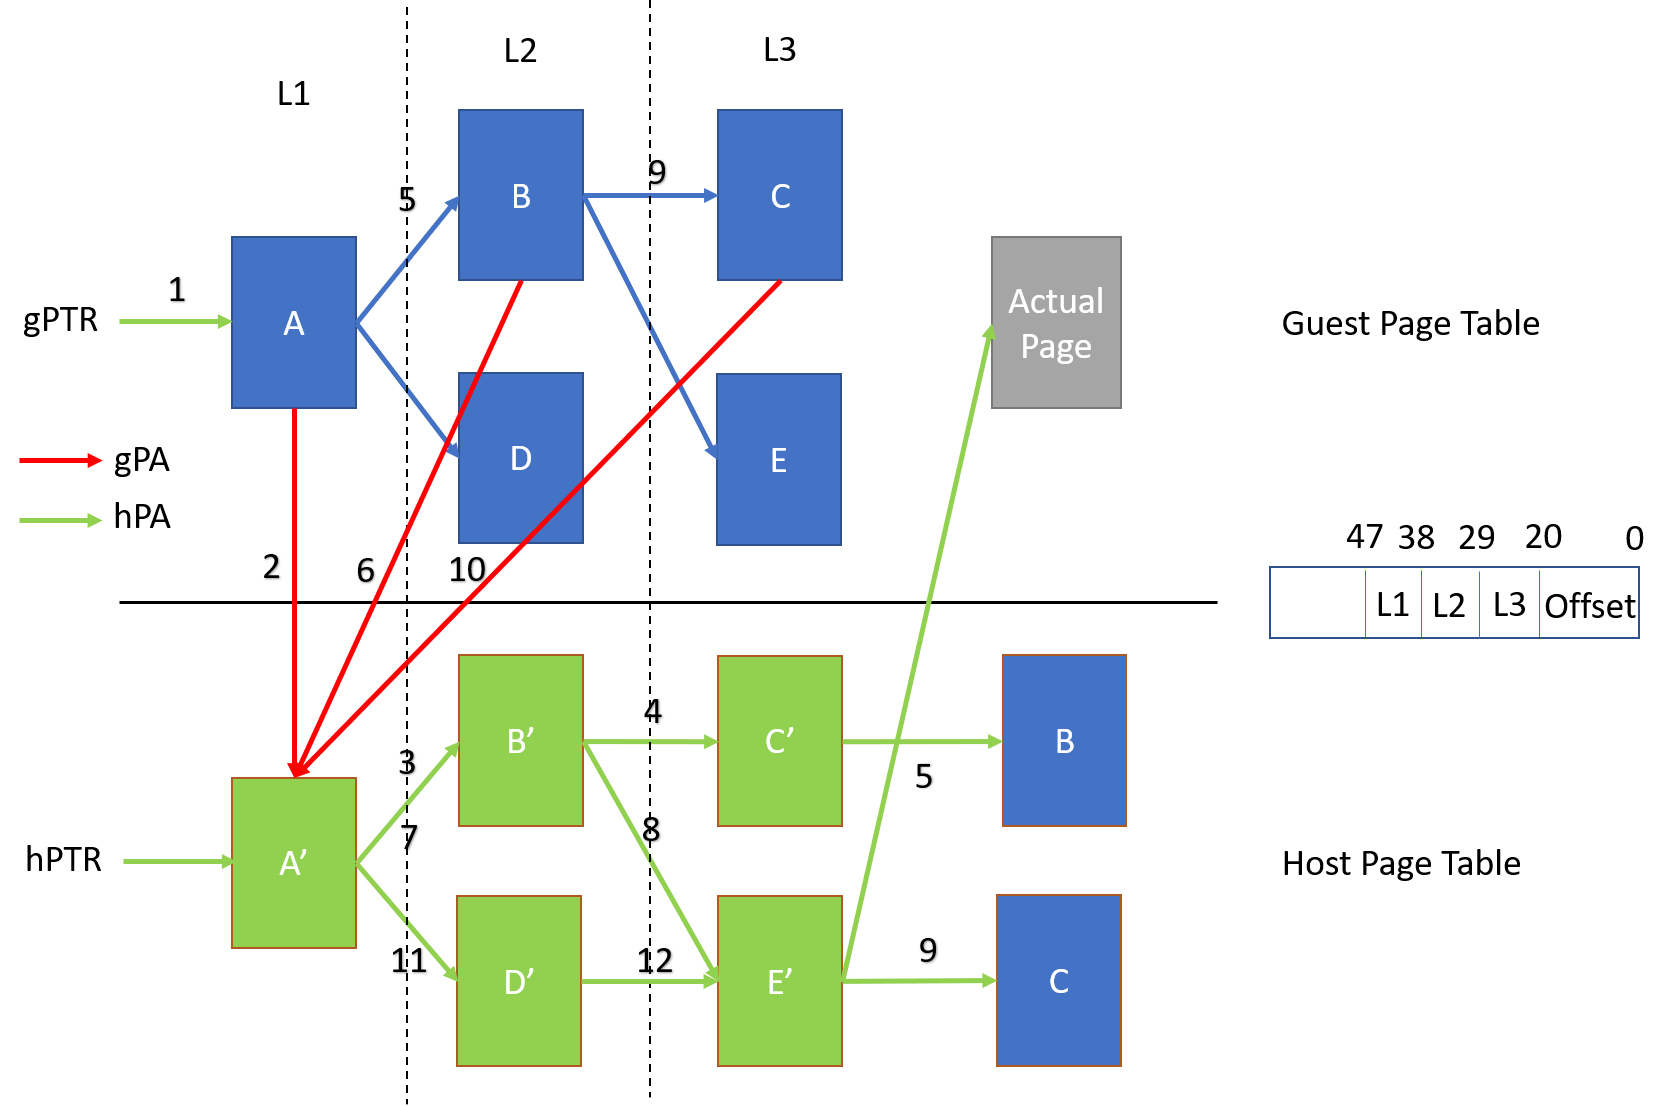 L1
L2
L3
5
B
9
C
1
gPTR
A
Actual
Page
Guest Page Table
gPA
D
E
hPA
2
6
10
47 38 29 20 0
L1 L2 L3 Offset
B’
4
C’
B
3
5
7
8
hPTR
A’
Host Page Table
11
D’
12
E’
9
C